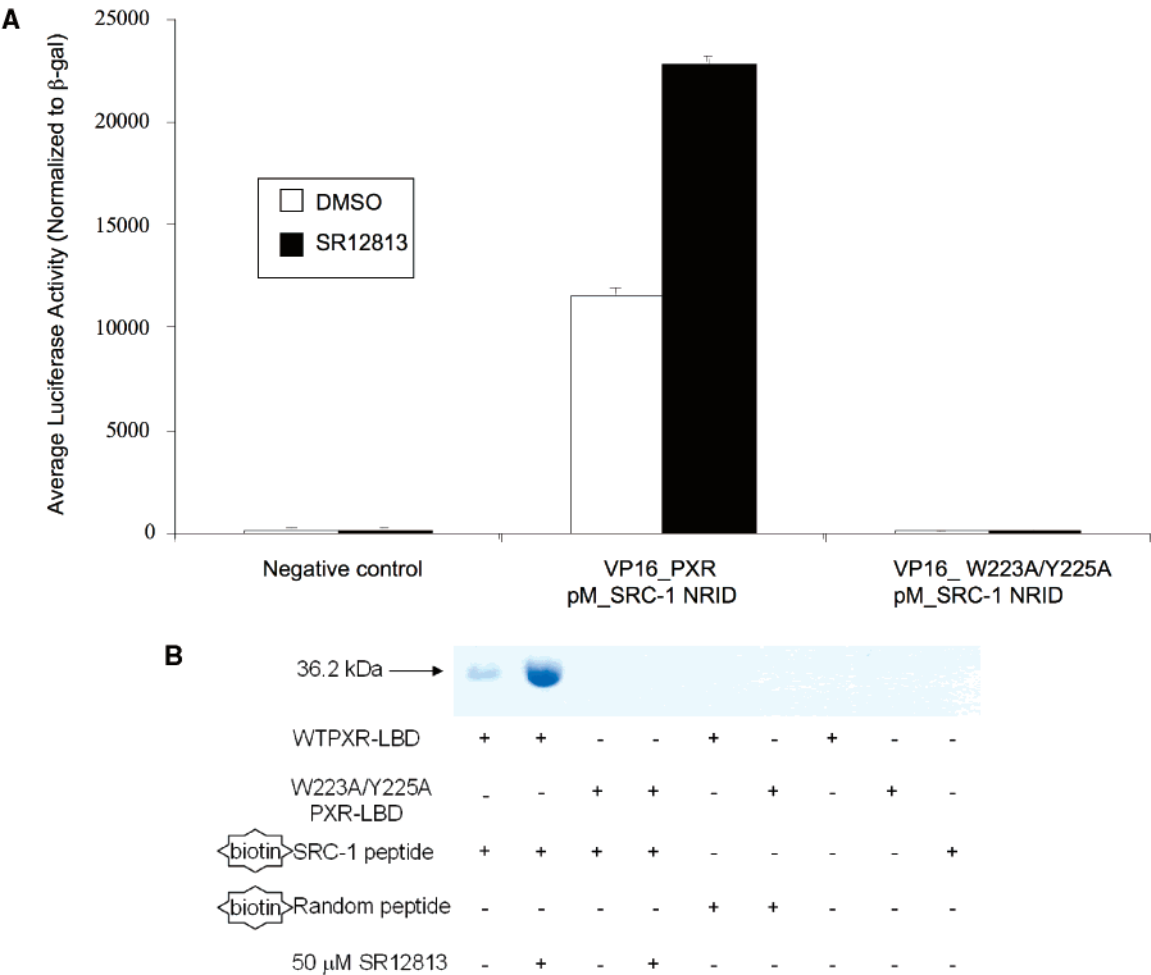 A
Average Luciferase Activity (Normalized to β-gal)
25000
20000
15000
10000
5000
0
DMSO
SR12813
Negative control
VP16_PXR
pM_SRC-1 NRID
VP16_ W223A/Y225A
pM_SRC-1 NRID
B
36.2 kDa
WTPXR-LBD + + - - + - + - -
W223A/Y225A
PXR-LBD
- - + + - + - + -
biotin SRC-1 peptide + + + + - - - - +
biotin Random peptide - - - - + + - - -
50 μM SR12813 - + - + - - - - -